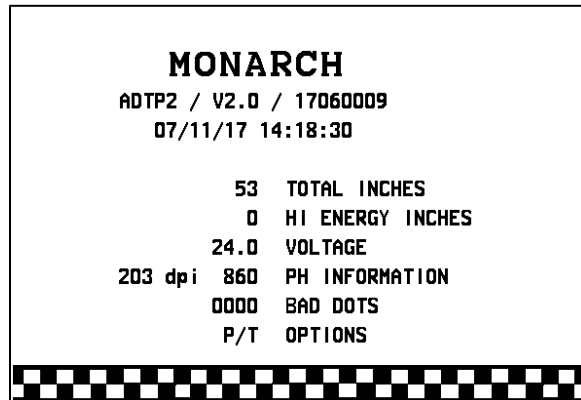 MONARCH
ADTP2 / V2.0 / 17060009
07/11/17 14:18:30
53 TOTAL INCHES
0 HI ENERGY INCHES
24.0 VOLTAGE
203 dpi 860 PH INFORMATION
0000 BAD DOTS
P/T OPTIONS